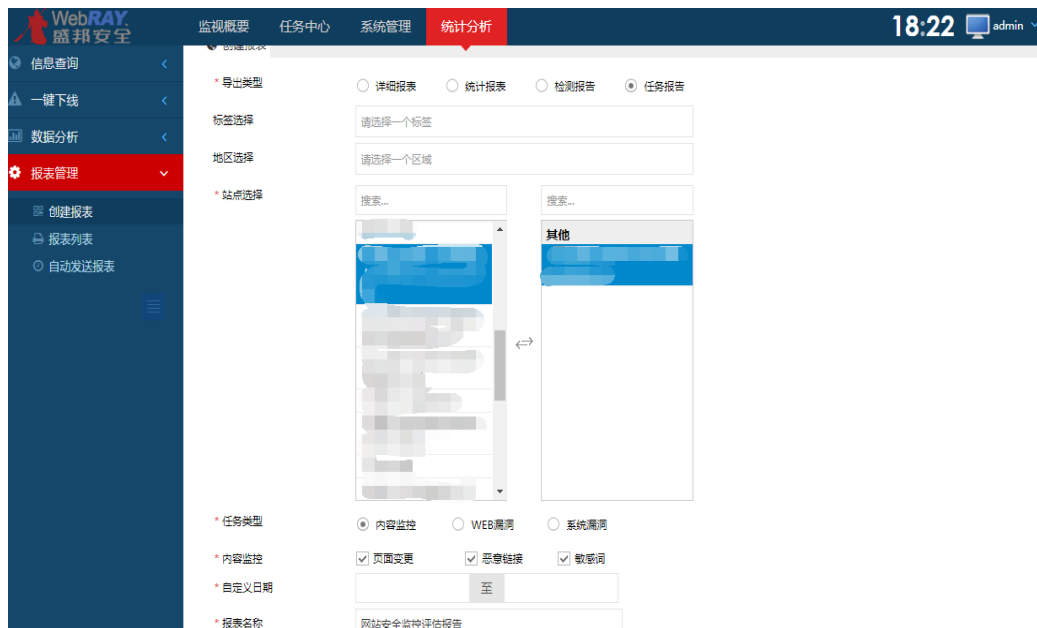 WebRAY.
盛邦安全
监视概要 任务中心 系统管理 统计分析
18:22 admin
信息查询
一键下线
数据分析
报表管理
创建报表
报表列表
自动发送报表
创建报表
* 导出类型 详细报表 统计报表 检测报告 任务报告
标签选择 请选择一个标签
地区选择 请选择一个区域
* 站点选择 搜索... 搜索...
其他
* 任务类型 内容监控 WEB漏洞 系统漏洞
* 内容监控 页面变更 恶意链接 敏感词
* 自定义日期 至
* 报表名称 网站安全监控评估报告